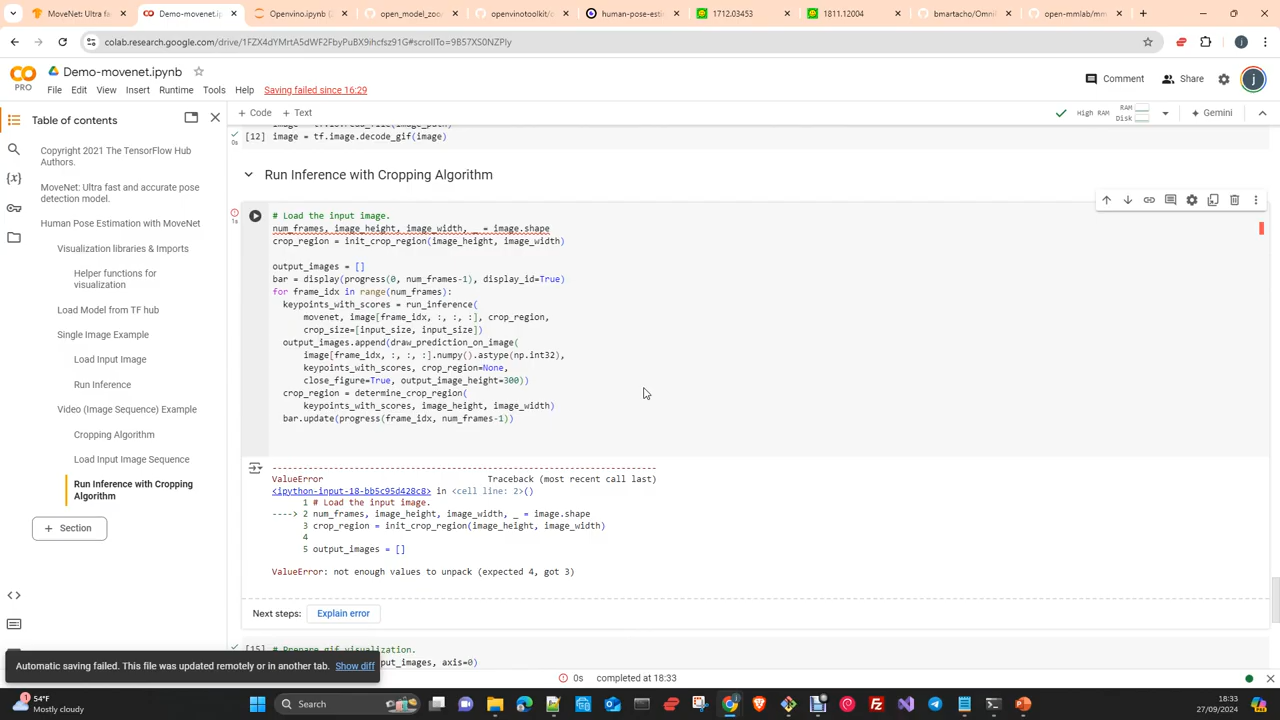 MoveNet: Ultra fa
Demo-movenet.ip
Openvino.ipynb
open_model_zoo
openvinotoolkit/o
human-pose-esti
1712.03453
1811.12004
bmartacho/Omni
open-mmlab/mm
colab.research.google.com/drive/1FZX4dYMrtA5dWF2FbyPuBX9ihcfsz91G#scrollTo=9B57XS0NZPly
Demo-movenet.ipynb
PRO
File Edit View Insert Runtime Tools Help Saving failed since 16:29
Comment Share
Table of contents
+ Code + Text
High RAM RAM Disk Gemini
Copyright 2021 The TensorFlow Hub
Authors.
MoveNet: Ultra fast and accurate pose
detection model.
Human Pose Estimation with MoveNet
Visualization libraries & Imports
Helper functions for
visualization
Load Model from TF hub
Single Image Example
Load Input Image
Run Inference
Video (Image Sequence) Example
Cropping Algorithm
Load Input Image Sequence
Run Inference with Cropping
Algorithm
+ Section
[12] image = tf.image.decode_gif(image)
0s
Run Inference with Cropping Algorithm
1s
# Load the input image.
num_frames, image_height, image_width, _ = image.shape
crop_region = init_crop_region(image_height, image_width)
output_images = []
bar = display(progress(0, num_frames-1), display_id=True)
for frame_idx in range(num_frames):
keypoints_with_scores = run_inference(
movenet, image[frame_idx, :, :, :], crop_region,
crop_size=[input_size, input_size])
output_images.append(draw_prediction_on_image(
image[frame_idx, :, :, :].numpy().astype(np.int32),
keypoints_with_scores, crop_region=None,
close_figure=True, output_image_height=300))
crop_region = determine_crop_region(
keypoints_with_scores, image_height, image_width)
bar.update(progress(frame_idx, num_frames-1))
---------------------------------------------------------------------------
ValueError Traceback (most recent call last)
<ipython-input-18-bb5c95d428c8> in <cell line: 2>()
1 # Load the input image.
----> 2 num_frames, image_height, image_width, _ = image.shape
3 crop_region = init_crop_region(image_height, image_width)
4
5 output_images = []
ValueError: not enough values to unpack (expected 4, got 3)
Next steps: Explain error
[15] # Prepare gif visualization.
Automatic saving failed. This file was updated remotely or in another tab. Show diff
0s completed at 18:33
54°F
Mostly cloudy
Search
18:33
27/09/2024